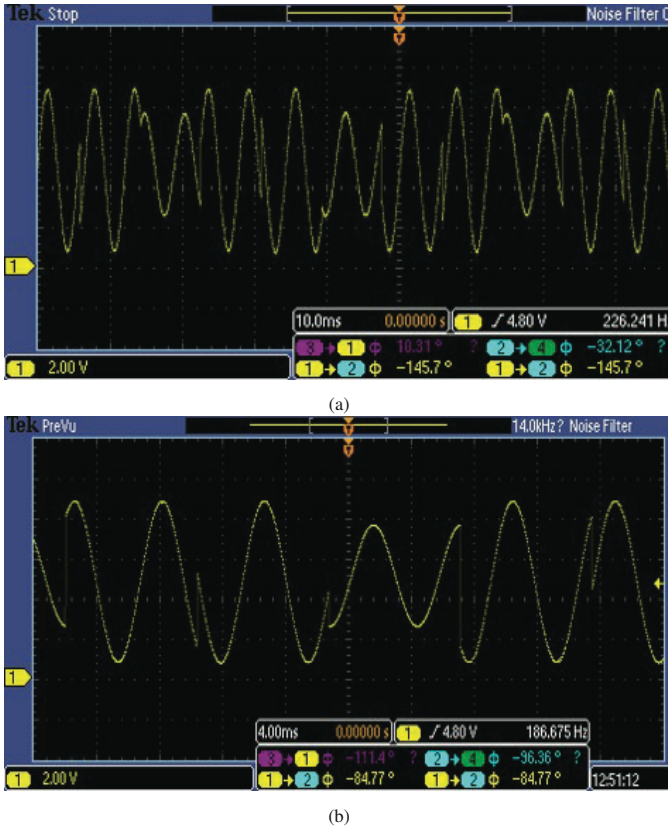 Tek Stop Noise Filter
1
10.0ms 0.00000 s 1 4.80 V 226.241 H
3 → 1 Φ 10.31 ° ? 2 → 4 Φ −32.12 ° ?
1 2.00 V 1 → 2 Φ −145.7 ° 1 → 2 Φ −145.7 °
(a)
Tek PreVu 14.0kHz? Noise Filter
1
4.00ms 0.00000 s 1 4.80 V 186.675 Hz
3 → 1 Φ −111.4 ° ? 2 → 4 Φ −96.36 ° ?
1 2.00 V 1 → 2 Φ −84.77 ° 1 → 2 Φ −84.77 ° 12:51:12
(b)